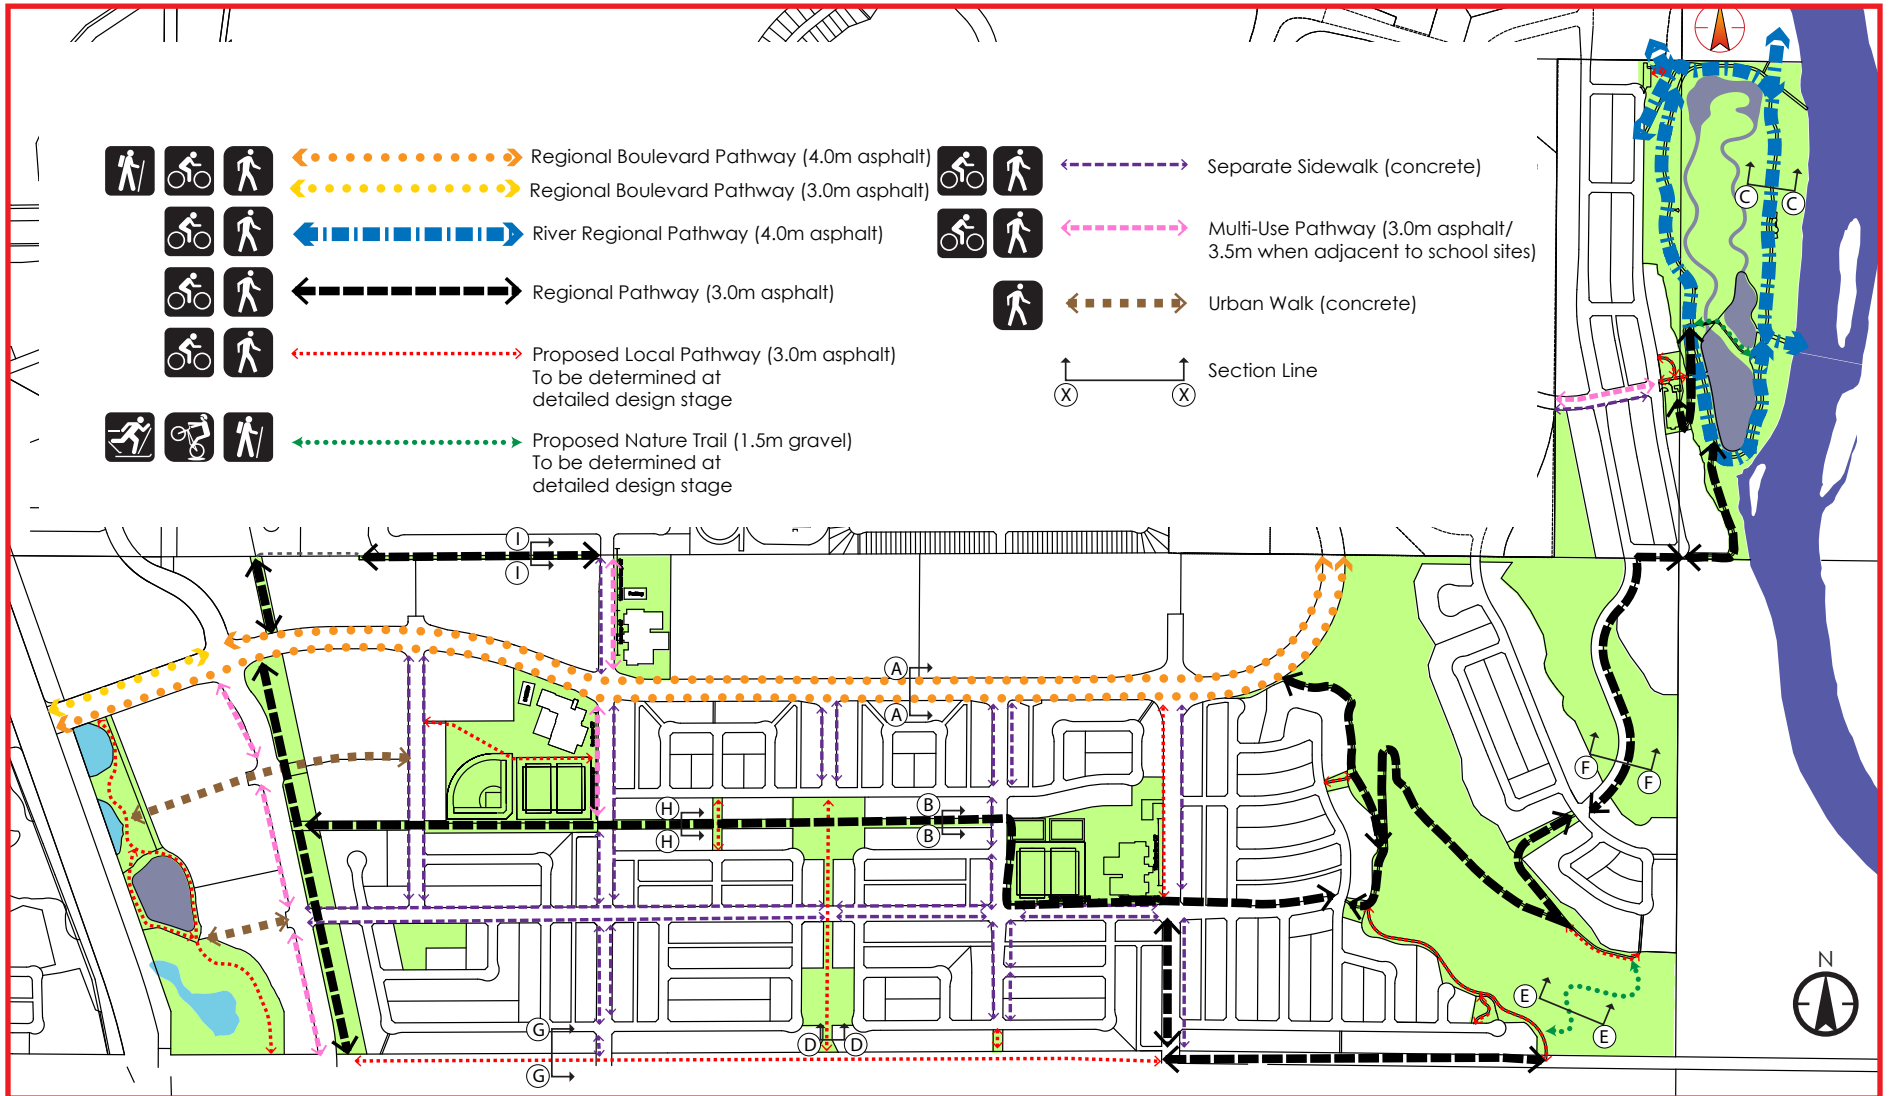 Regional Boulevard Pathway (4.0m asphalt)
Regional Boulevard Pathway (3.0m asphalt)
River Regional Pathway (4.0m asphalt)
Regional Pathway (3.0m asphalt)
Proposed Local Pathway (3.0m asphalt)
To be determined at
detailed design stage
Proposed Nature Trail (1.5m gravel)
To be determined at
detailed design stage
Separate Sidewalk (concrete)
Multi-Use Pathway (3.0m asphalt/
3.5m when adjacent to school sites)
Urban Walk (concrete)
Section Line
X X
C C
I
I
A
A
F F
H
H
B
B
E
E
D D
G
G
N